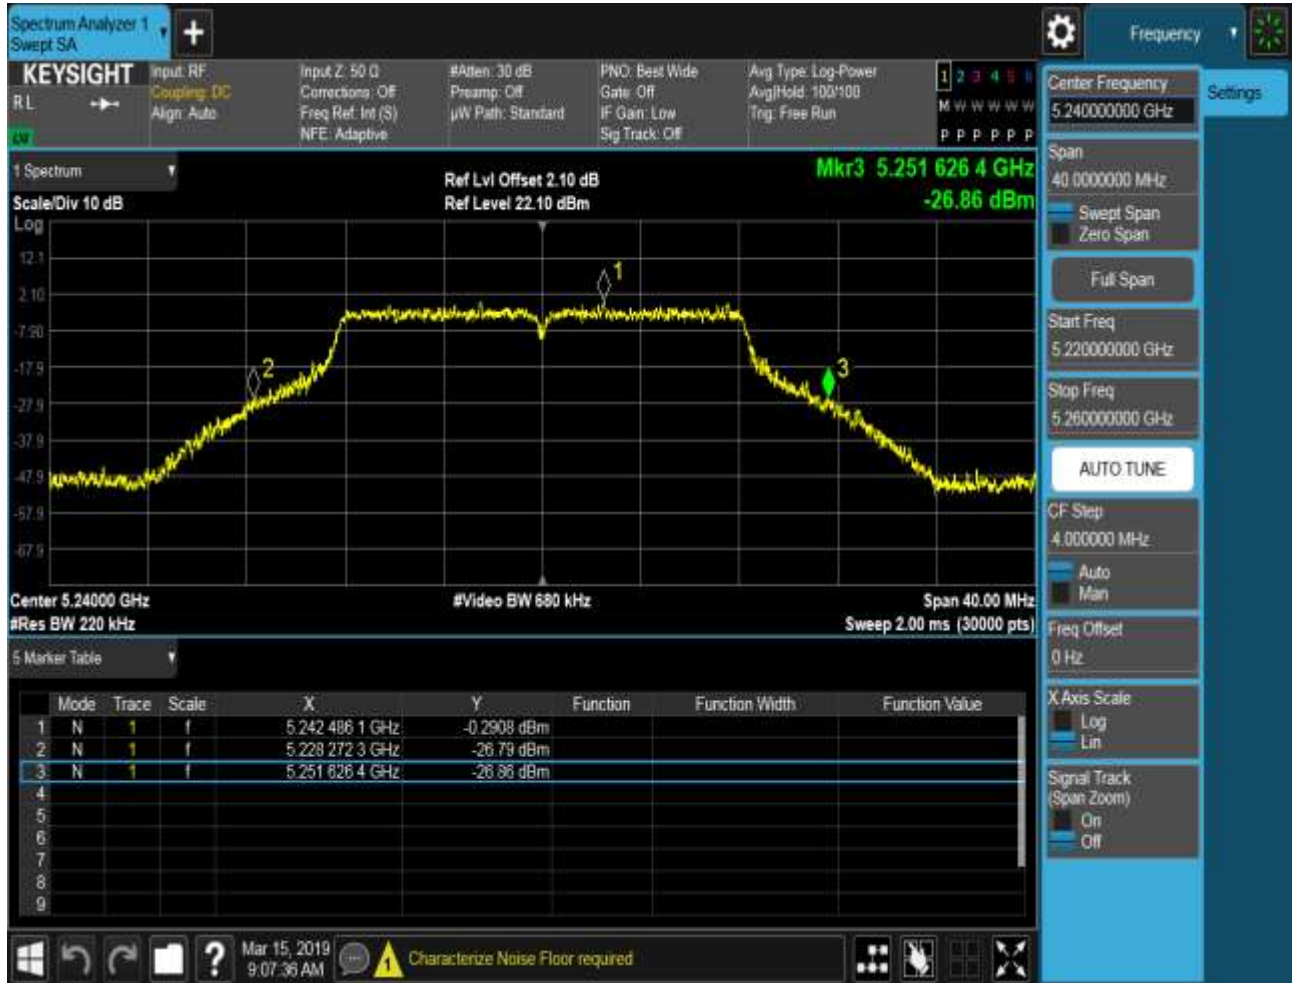 Spectrum Analyzer 1
Swept SA
+
Frequency
KEYSIGHT
RL
LXI
Input: RF
Coupling: DC
Align: Auto
Input Z: 50 Ω
Corrections: Off
Freq Ref: Int (S)
NFE: Adaptive
#Atten: 30 dB
Preamp: Off
µW Path: Standard
PNO: Best Wide
Gate: Off
IF Gain: Low
Sig Track: Off
Avg Type: Log-Power
Avg|Hold: 100/100
Trig: Free Run
1 2 3 4 5 6
M W W W W W
P P P P P P
1 Spectrum
Scale/Div 10 dB
Ref Lvl Offset 2.10 dB
Ref Level 22.10 dBm
Mkr3 5.251 626 4 GHz
-26.86 dBm
Log
12.1
2.10
-7.90
-17.9
-27.9
-37.9
-47.9
-57.9
-67.9
1
2
3
Center 5.24000 GHz
#Video BW 680 kHz
Span 40.00 MHz
#Res BW 220 kHz
Sweep 2.00 ms (30000 pts)
5 Marker Table
Mode Trace Scale X Y Function Function Width Function Value
1 N 1 f 5.242 486 1 GHz -0.2908 dBm
2 N 1 f 5.228 272 3 GHz -26.79 dBm
3 N 1 f 5.251 626 4 GHz -26.86 dBm
4
5
6
7
8
9
?
Mar 15, 2019
9:07:36 AM
1
Characterize Noise Floor required
Center Frequency
5.240000000 GHz
Settings
Span
40.0000000 MHz
Swept Span
Zero Span
Full Span
Start Freq
5.220000000 GHz
Stop Freq
5.260000000 GHz
AUTO TUNE
CF Step
4.000000 MHz
Auto
Man
Freq Offset
0 Hz
X Axis Scale
Log
Lin
Signal Track
(Span Zoom)
On
Off